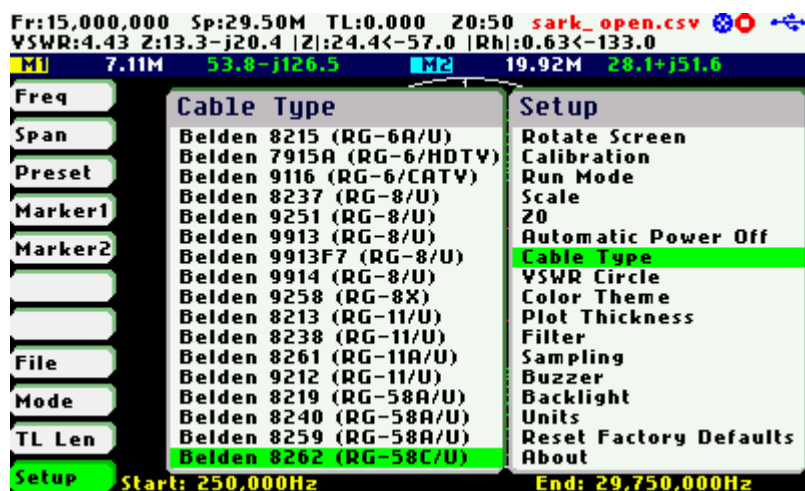 Fr:15,000,000 Sp:29.50M TL:0.000 Z0:50 sark_open.csv
VSWR:4.43 Z:13.3-j20.4 |Z|:24.4<-57.0 |Rh|:0.63<-133.0
M1 7.11M 53.8-j126.5 M2 19.92M 28.1+j51.6
Freq
Span
Preset
Marker1
Marker2
File
Mode
TL Len
Setup
Cable Type
Belden 8215 (RG-6A/U)
Belden 7915A (RG-6/HDTV)
Belden 9116 (RG-6/CATV)
Belden 8237 (RG-8/U)
Belden 9251 (RG-8/U)
Belden 9913 (RG-8/U)
Belden 9913F7 (RG-8/U)
Belden 9914 (RG-8/U)
Belden 9258 (RG-8X)
Belden 8213 (RG-11/U)
Belden 8238 (RG-11/U)
Belden 8261 (RG-11A/U)
Belden 9212 (RG-11/U)
Belden 8219 (RG-58A/U)
Belden 8240 (RG-58A/U)
Belden 8259 (RG-58A/U)
Belden 8262 (RG-58C/U)
Setup
Rotate Screen
Calibration
Run Mode
Scale
Z0
Automatic Power Off
Cable Type
VSWR Circle
Color Theme
Plot Thickness
Filter
Sampling
Buzzer
Backlight
Units
Reset Factory Defaults
About
Start: 250,000Hz End: 29,750,000Hz